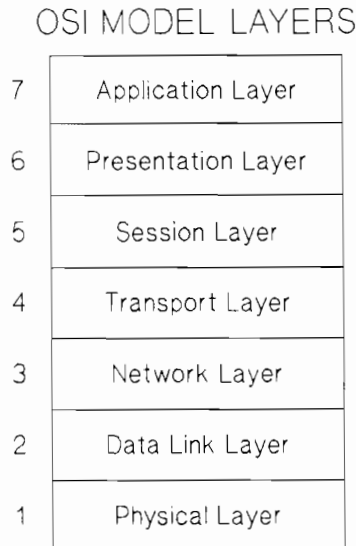 OSI MODEL LAYERS
7 Application Layer
6 Presentation Layer
5 Session Layer
4 Transport Layer
3 Network Layer
2 Data Link Layer
1 Physical Layer